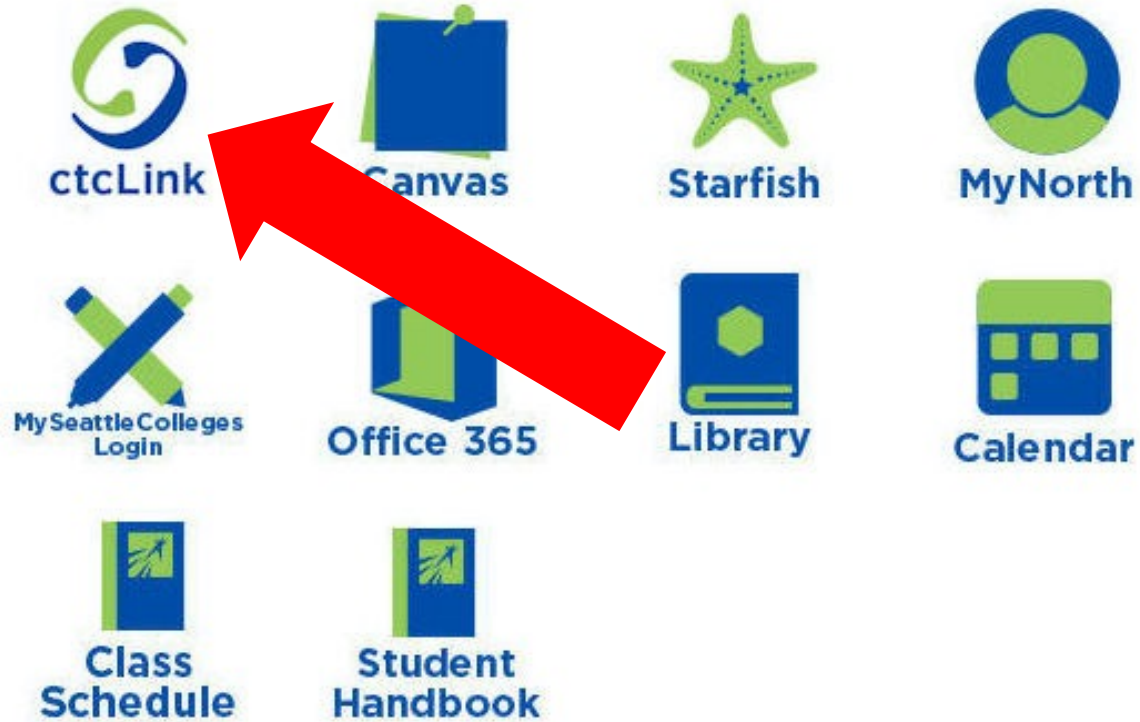 ctcLink
Canvas
Starfish
MyNorth
MySeattleColleges
Login
Office 365
Library
Calendar
Class
Schedule
Student
Handbook